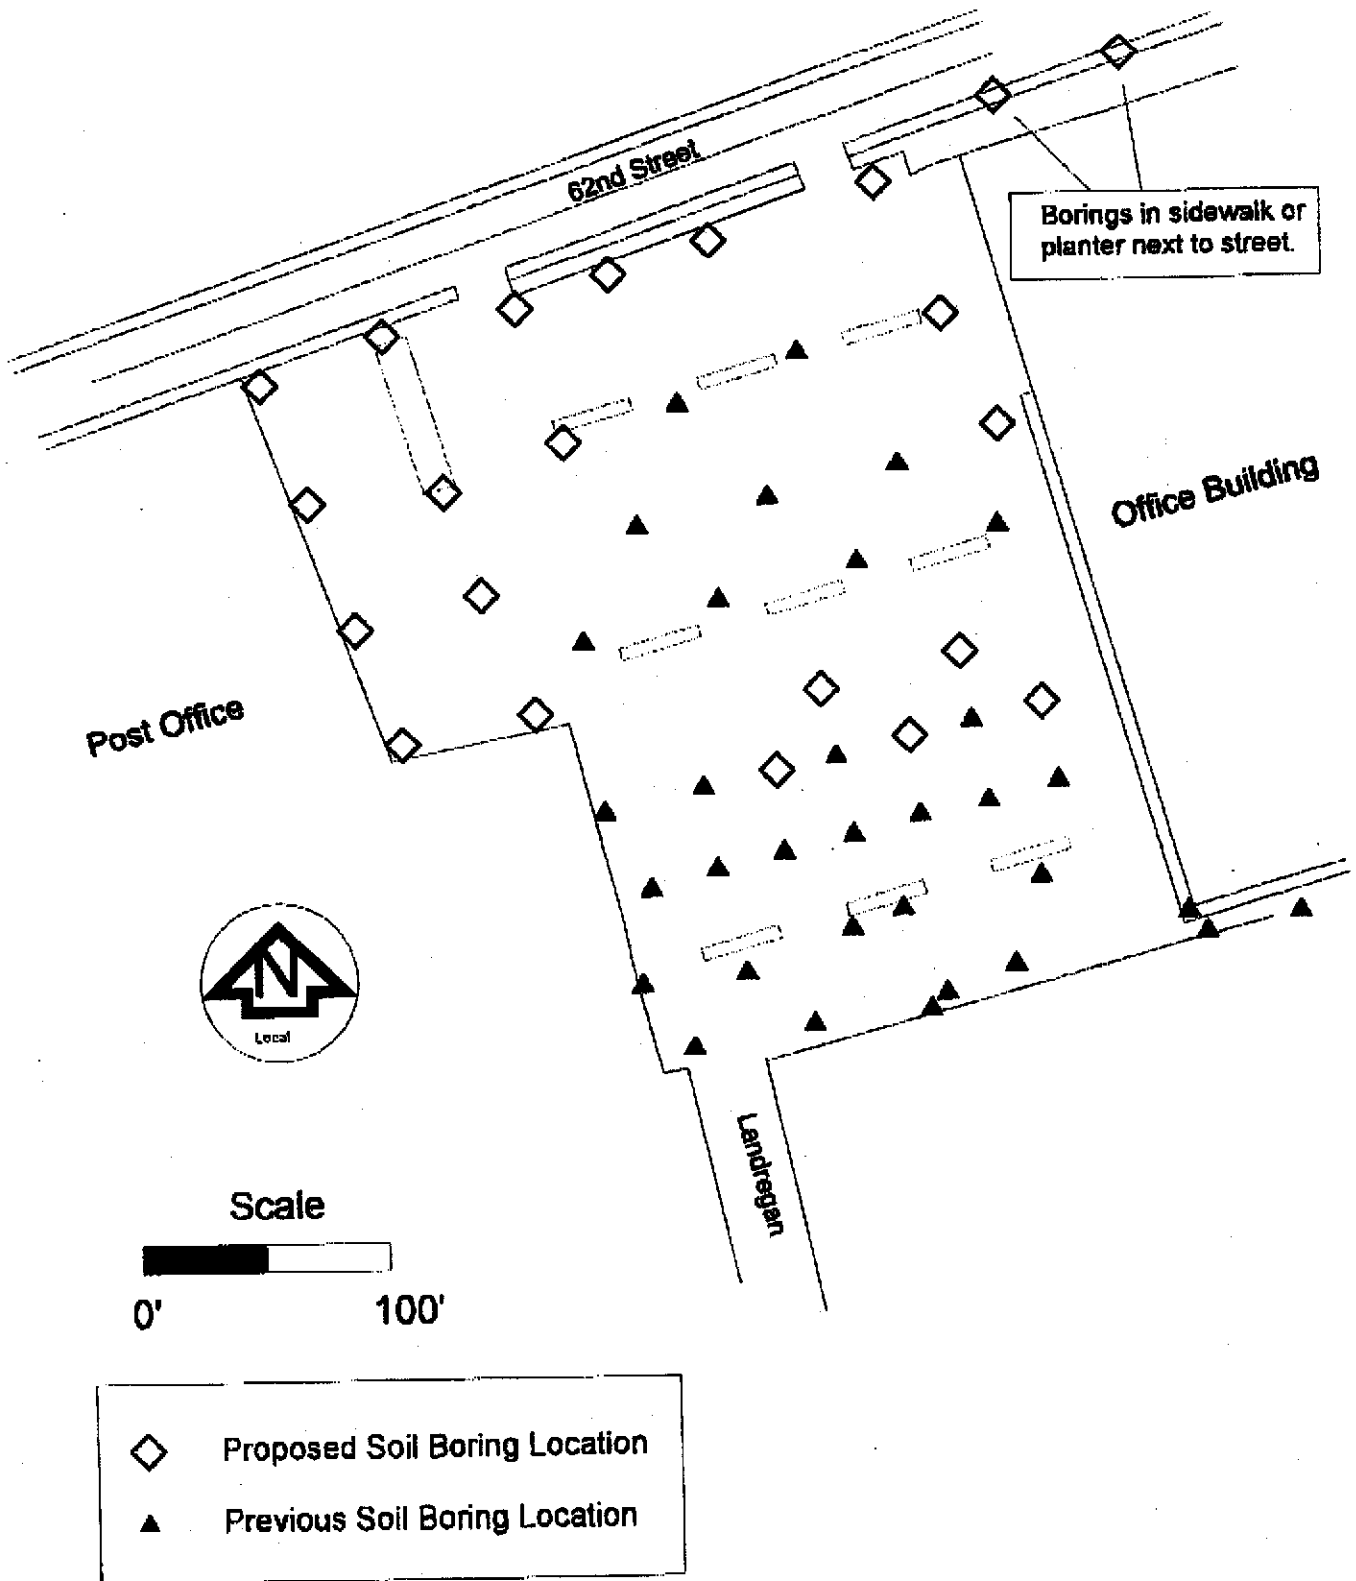 62nd Street
Borings in sidewalk or
planter next to street.
Office Building
Post Office
N
Local
Landregan
Scale
0' 100'
Proposed Soil Boring Location
Previous Soil Boring Location